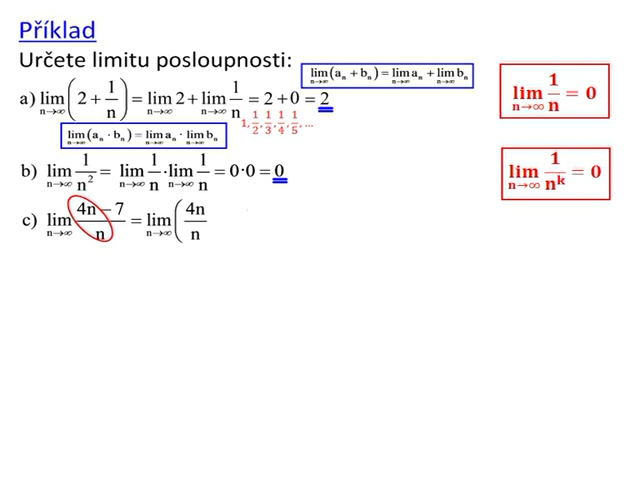 Příklad
Určete limitu posloupnosti:
lim(aₙ + bₙ) = lim aₙ + lim bₙ
n→∞ n→∞ n→∞
a) lim (2 + 1/n) = lim 2 + lim 1/n = 2 + 0 = 2
n→∞ n→∞ n→∞
1, 1/2, 1/3, 1/4, 1/5, ...
lim 1/n = 0
n→∞
lim(aₙ · bₙ) = lim aₙ · lim bₙ
n→∞ n→∞ n→∞
b) lim 1/n² = lim 1/n · lim 1/n = 0·0 = 0
n→∞ n→∞ n→∞
lim 1/nᵏ = 0
n→∞
c) lim (4n − 7)/n = lim (4n/n
n→∞ n→∞